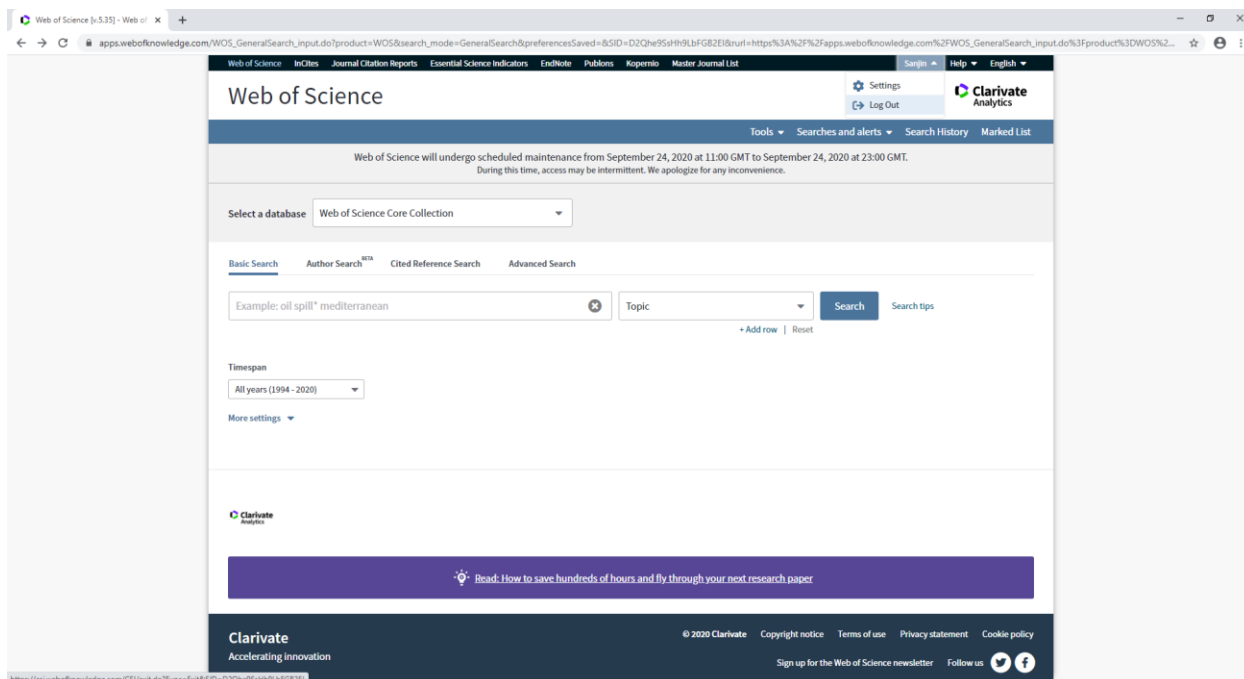 Web of Science [v.5.35] - Web of
apps.webofknowledge.com/WOS_GeneralSearch_input.do?product=WOS&search_mode=GeneralSearch&preferencesSaved=&SID=D2Qhe9SsHh9LbFGB2EI&rurl=https%3A%2F%2Fapps.webofknowledge.com%2FWOS_GeneralSearch_input.do%3Fproduct%3DWOS%2...
Web of Science InCites Journal Citation Reports Essential Science Indicators EndNote Publons Kopernio Master Journal List Sanjin Help English
Web of Science
Settings
Log Out
Clarivate
Analytics
Tools Searches and alerts Search History Marked List
Web of Science will undergo scheduled maintenance from September 24, 2020 at 11:00 GMT to September 24, 2020 at 23:00 GMT.
During this time, access may be intermittent. We apologize for any inconvenience.
Select a database Web of Science Core Collection
Basic Search Author Search BETA Cited Reference Search Advanced Search
Example: oil spill* mediterranean Topic Search Search tips
+ Add row | Reset
Timespan
All years (1994 - 2020)
More settings
Clarivate
Analytics
Read: How to save hundreds of hours and fly through your next research paper
Clarivate © 2020 Clarivate Copyright notice Terms of use Privacy statement Cookie policy
Accelerating innovation
Sign up for the Web of Science newsletter Follow us